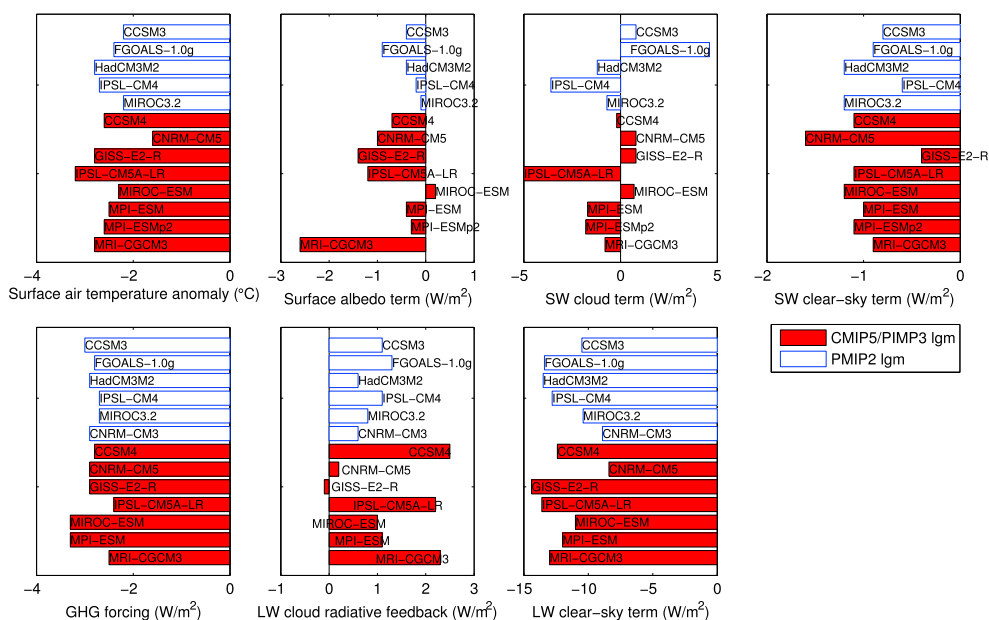 CCSM3
FGOALS−1.0g
HadCM3M2
IPSL−CM4
MIROC3.2
CCSM4
CNRM−CM5
GISS−E2−R
IPSL−CM5A−LR
MIROC−ESM
MPI−ESM
MPI−ESMp2
MRI−CGCM3
−4 −2 0
Surface air temperature anomaly (°C)
CCSM3
FGOALS−1.0g
HadCM3M2
IPSL−CM4
MIROC3.2
CCSM4
CNRM−CM5
GISS−E2−R
IPSL−CM5A−LR
MIROC−ESM
MPI−ESM
MPI−ESMp2
MRI−CGCM3
−3 −2 −1 0 1
Surface albedo term (W/m²)
CCSM3
FGOALS−1.0g
HadCM3M2
IPSL−CM4
MIROC3.2
CCSM4
CNRM−CM5
GISS−E2−R
IPSL−CM5A−LR
MIROC−ESM
MPI−ESM
MPI−ESMp2
MRI−CGCM3
−5 0 5
SW cloud term (W/m²)
CCSM3
FGOALS−1.0g
HadCM3M2
IPSL−CM4
MIROC3.2
CCSM4
CNRM−CM5
GISS−E2−R
IPSL−CM5A−LR
MIROC−ESM
MPI−ESM
MPI−ESMp2
MRI−CGCM3
−2 −1 0
SW clear−sky term (W/m²)
CCSM3
FGOALS−1.0g
HadCM3M2
IPSL−CM4
MIROC3.2
CNRM−CM3
CCSM4
CNRM−CM5
GISS−E2−R
IPSL−CM5A−LR
MIROC−ESM
MPI−ESM
MRI−CGCM3
−4 −2 0
GHG forcing (W/m²)
CCSM3
FGOALS−1.0g
HadCM3M2
IPSL−CM4
MIROC3.2
CNRM−CM3
CCSM4
CNRM−CM5
GISS−E2−R
IPSL−CM5A−LR
MIROC−ESM
MPI−ESM
MRI−CGCM3
−1 0 1 2 3
LW cloud radiative feedback (W/m²)
CCSM3
FGOALS−1.0g
HadCM3M2
IPSL−CM4
MIROC3.2
CNRM−CM3
CCSM4
CNRM−CM5
GISS−E2−R
IPSL−CM5A−LR
MIROC−ESM
MPI−ESM
MRI−CGCM3
−15 −10 −5 0
LW clear−sky term (W/m²)
CMIP5/PIMP3 lgm
PMIP2 lgm